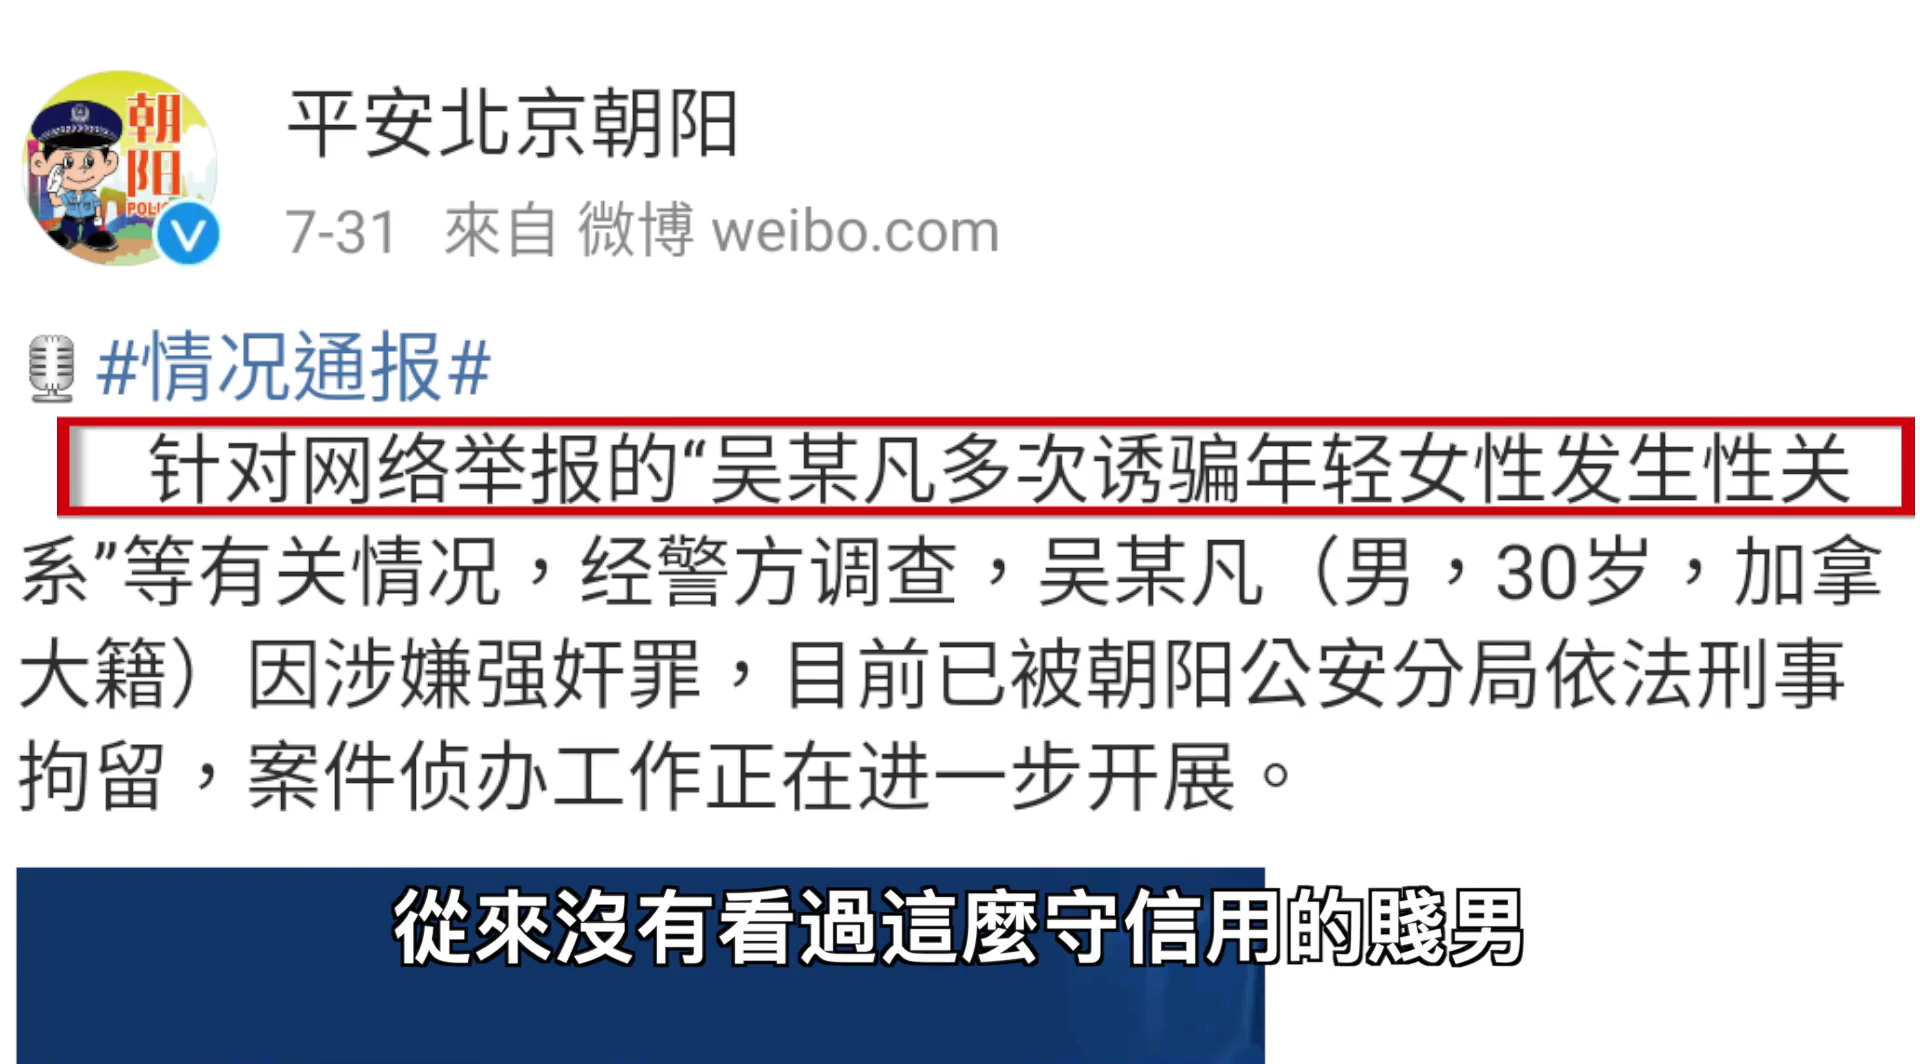 朝
阳
平安北京朝阳
7-31 來自 微博 weibo.com
#情况通报#
针对网络举报的“吴某凡多次诱骗年轻女性发生性关
系”等有关情况，经警方调查，吴某凡（男，30岁，加拿
大籍）因涉嫌强奸罪，目前已被朝阳公安分局依法刑事
拘留，案件侦办工作正在进一步开展。
從來沒有看過這麼守信用的賤男